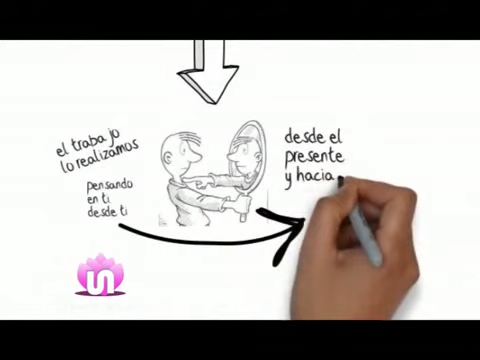 el trabajo
lo realizamos
pensando
en ti
desde ti
desde el
presente
y hacia